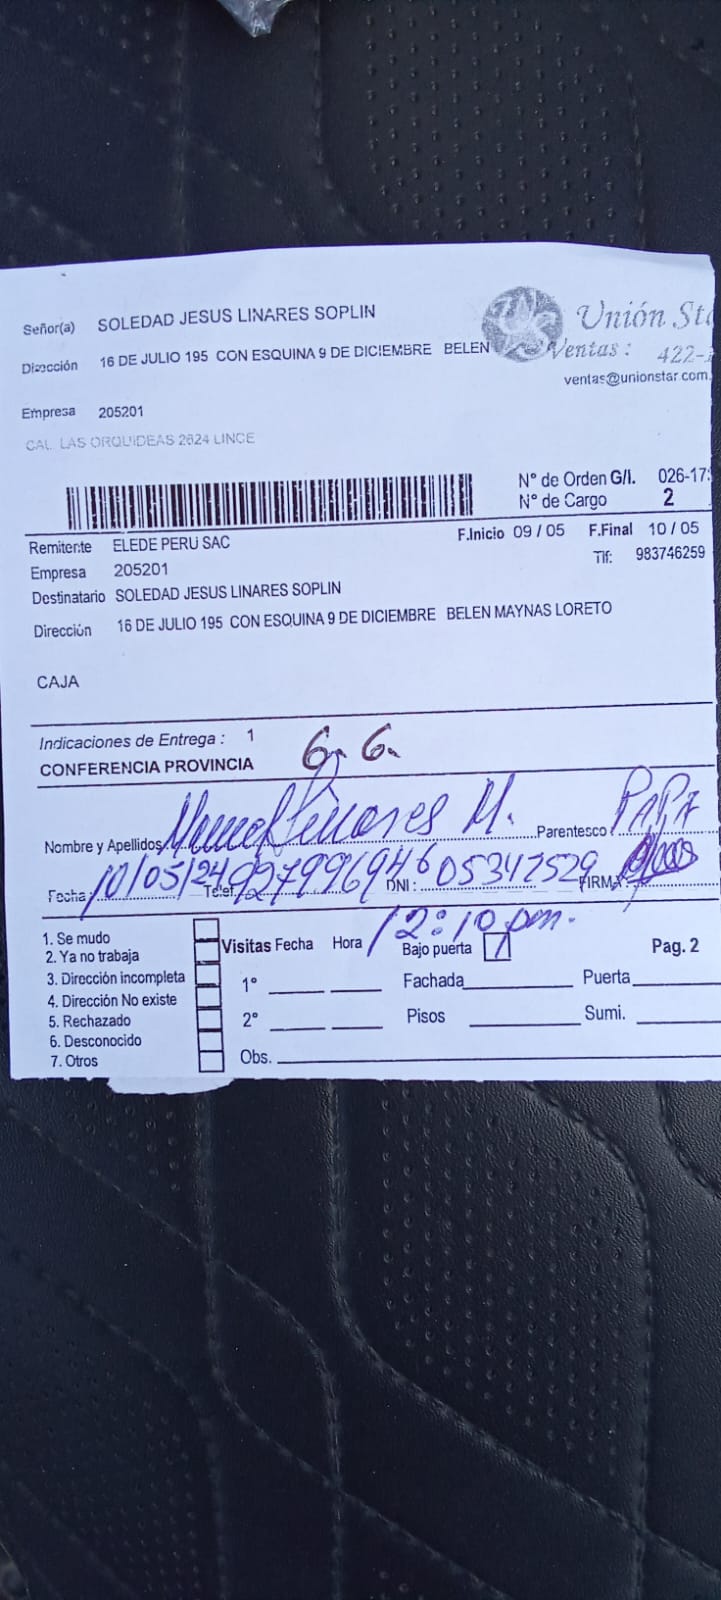 Señor(a) SOLEDAD JESUS LINARES SOPLIN
Unión Sta
Dirección 16 DE JULIO 195 CON ESQUINA 9 DE DICIEMBRE BELEN
Ventas : 422-
ventas@unionstar.com.
Empresa 205201
CAL. LAS ORQUIDEAS 2624 LINCE
N° de Orden G/I. 026-17
N° de Cargo 2
F.Inicio 09 / 05 F.Final 10 / 05
Remitente ELEDE PERU SAC
Tlf: 983746259
Empresa 205201
Destinatario SOLEDAD JESUS LINARES SOPLIN
Dirección 16 DE JULIO 195 CON ESQUINA 9 DE DICIEMBRE BELEN MAYNAS LORETO
CAJA
Indicaciones de Entrega : 1
CONFERENCIA PROVINCIA
Nombre y Apellidos Linares M. Parentesco PAPA
Fecha 10/05/24 Telef. 927996946 DNI : 05347529 FIRMA
12:10 pm.
1. Se mudo
2. Ya no trabaja
3. Dirección incompleta
4. Dirección No existe
5. Rechazado
6. Desconocido
7. Otros
Visitas Fecha Hora Bajo puerta Pag. 2
1° Fachada Puerta
2° Pisos Sumi.
Obs.